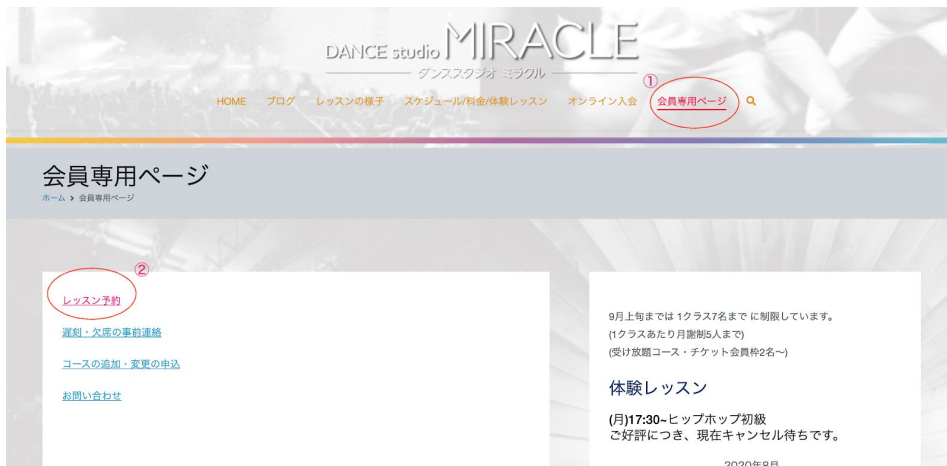 DANCE studio MIRACLE
ダンススタジオ ミラクル
①
HOME ブログ レッスンの様子 スケジュール/料金/体験レッスン オンライン入会 会員専用ページ
会員専用ページ
ホーム > 会員専用ページ
②
レッスン予約
遅刻・欠席の事前連絡
コースの追加・変更の申込
お問い合わせ
9月上旬までは 1クラス7名まで に制限しています。
(1クラスあたり月謝制5人まで)
(受け放題コース・チケット会員枠2名〜)
体験レッスン
(月)17:30~ヒップホップ初級
ご好評につき、現在キャンセル待ちです。
2020年8月